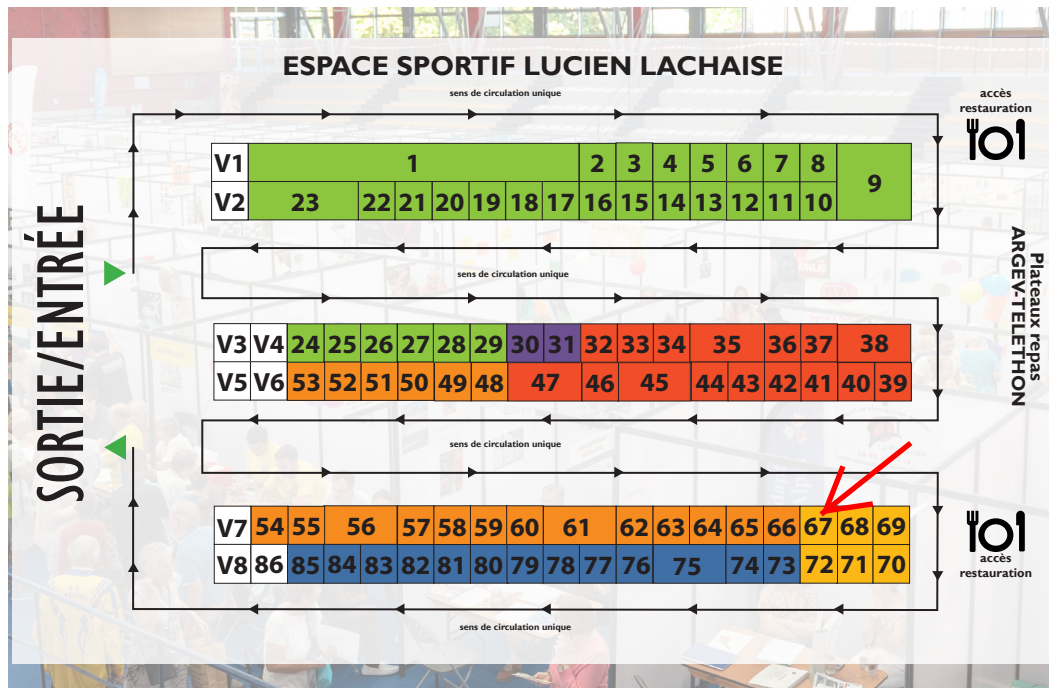 ESPACE SPORTIF LUCIEN LACHAISE
sens de circulation unique
accès
restauration
V1 1 2 3 4 5 6 7 8 9
V2 23 22 21 20 19 18 17 16 15 14 13 12 11 10
SORTIE/ENTRÉE
sens de circulation unique
Plateaux repas
ARGEV-TELETHON
V3 V4 24 25 26 27 28 29 30 31 32 33 34 35 36 37 38
V5 V6 53 52 51 50 49 48 47 46 45 44 43 42 41 40 39
sens de circulation unique
V7 54 55 56 57 58 59 60 61 62 63 64 65 66 67 68 69
V8 86 85 84 83 82 81 80 79 78 77 76 75 74 73 72 71 70
accès
restauration
sens de circulation unique